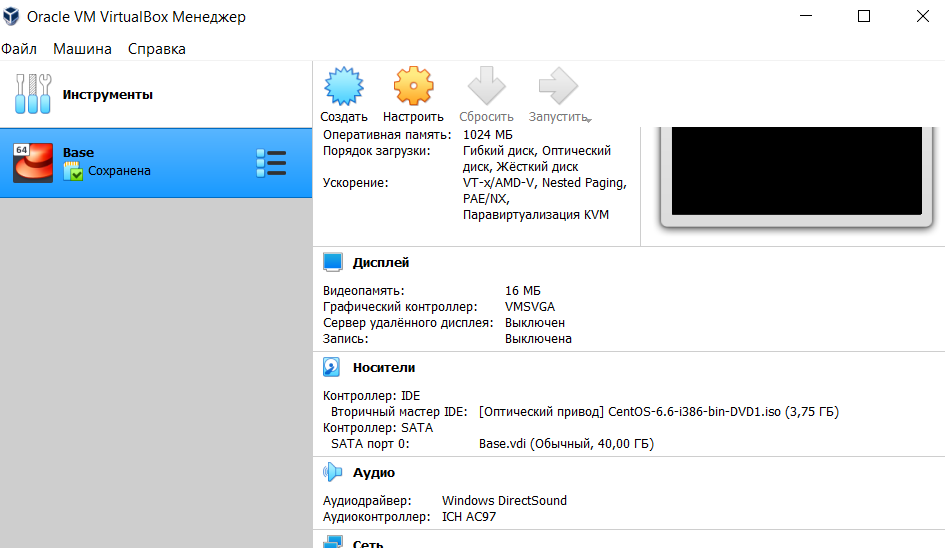 Oracle VM VirtualBox Менеджер
Файл Машина Справка
Инструменты
Создать Настроить Сбросить Запустить
64
Base
Сохранена
Оперативная память: 1024 МБ
Порядок загрузки: Гибкий диск, Оптический
диск, Жёсткий диск
Ускорение: VT-x/AMD-V, Nested Paging,
PAE/NX,
Паравиртуализация KVM
Дисплей
Видеопамять: 16 МБ
Графический контроллер: VMSVGA
Сервер удалённого дисплея: Выключен
Запись: Выключена
Носители
Контроллер: IDE
Вторичный мастер IDE: [Оптический привод] CentOS-6.6-i386-bin-DVD1.iso (3,75 ГБ)
Контроллер: SATA
SATA порт 0: Base.vdi (Обычный, 40,00 ГБ)
Аудио
Аудиодрайвер: Windows DirectSound
Аудиоконтроллер: ICH AC97
Сеть